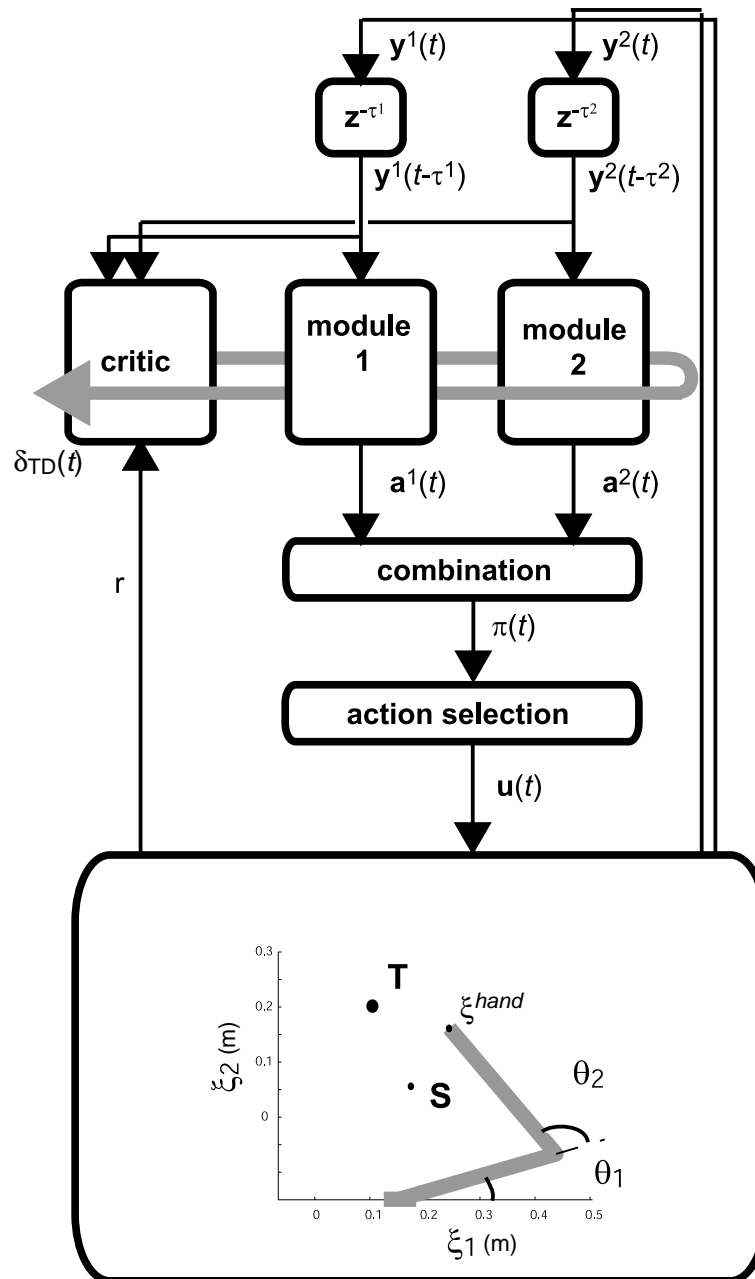 y¹(t) y²(t)
z⁻τ¹ z⁻τ²
y¹(t-τ¹) y²(t-τ²)
critic
module
1
module
2
δTD(t)
a¹(t) a²(t)
combination
r
π(t)
action selection
u(t)
0.3
T
ξhand
0.2
0.1
S
θ2
ξ2 (m)
0
θ1
0 0.1 0.2 0.3 0.4 0.5
ξ1 (m)